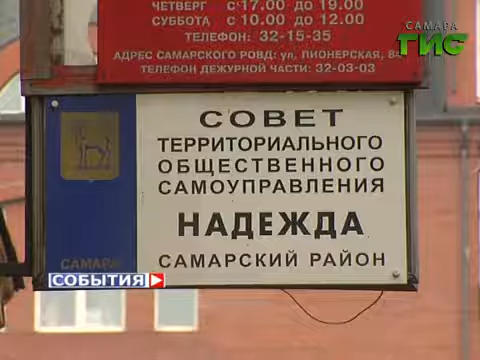 ЧЕТВЕРГ С 17.00 ДО 19.00
СУББОТА С 10.00 ДО 12.00
ТЕЛЕФОН: 32-15-35
АДРЕС САМАРСКОГО РОВД: УЛ. ПИОНЕРСКАЯ, 84
ТЕЛЕФОН ДЕЖУРНОЙ ЧАСТИ: 32-03-03
САМАРА
ГИС
СОВЕТ
ТЕРРИТОРИАЛЬНОГО
ОБЩЕСТВЕННОГО
САМОУПРАВЛЕНИЯ
НАДЕЖДА
САМАРСКИЙ РАЙОН
САМАРА
СОБЫТИЯ